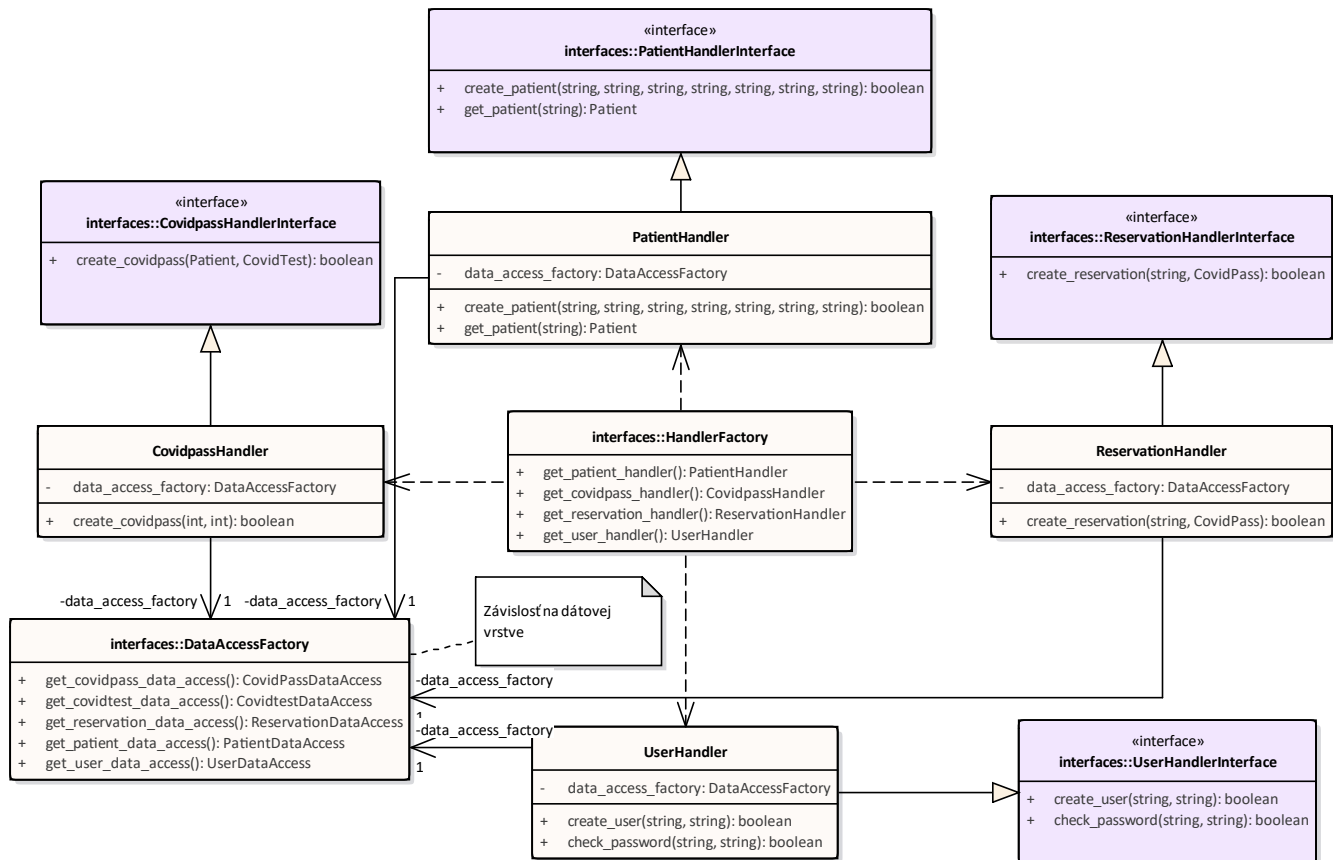 «interface»
interfaces::PatientHandlerInterface
+ create_patient(string, string, string, string, string, string, string): boolean
+ get_patient(string): Patient
«interface»
interfaces::CovidpassHandlerInterface
+ create_covidpass(Patient, CovidTest): boolean
«interface»
interfaces::ReservationHandlerInterface
+ create_reservation(string, CovidPass): boolean
PatientHandler
- data_access_factory: DataAccessFactory
+ create_patient(string, string, string, string, string, string, string): boolean
+ get_patient(string): Patient
CovidpassHandler
- data_access_factory: DataAccessFactory
+ create_covidpass(int, int): boolean
interfaces::HandlerFactory
+ get_patient_handler(): PatientHandler
+ get_covidpass_handler(): CovidpassHandler
+ get_reservation_handler(): ReservationHandler
+ get_user_handler(): UserHandler
ReservationHandler
- data_access_factory: DataAccessFactory
+ create_reservation(string, CovidPass): boolean
-data_access_factory
1
-data_access_factory
1
Závislosť na dátovej
vrstve
interfaces::DataAccessFactory
+ get_covidpass_data_access(): CovidPassDataAccess
+ get_covidtest_data_access(): CovidtestDataAccess
+ get_reservation_data_access(): ReservationDataAccess
+ get_patient_data_access(): PatientDataAccess
+ get_user_data_access(): UserDataAccess
-data_access_factory
1
-data_access_factory
1
UserHandler
- data_access_factory: DataAccessFactory
+ create_user(string, string): boolean
+ check_password(string, string): boolean
«interface»
interfaces::UserHandlerInterface
+ create_user(string, string): boolean
+ check_password(string, string): boolean